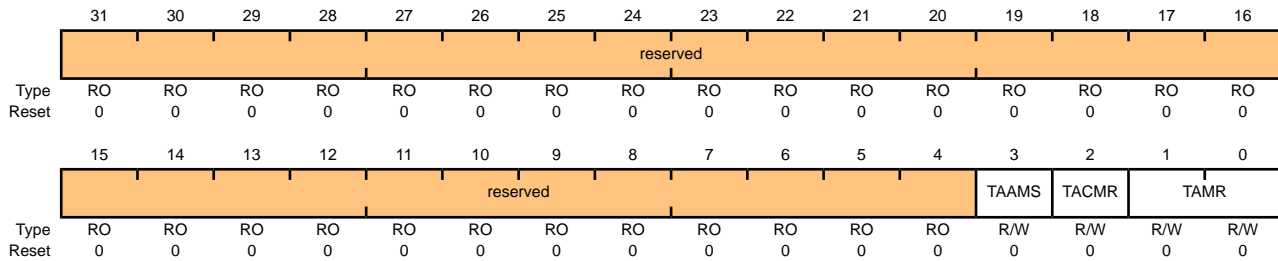 31 30 29 28 27 26 25 24 23 22 21 20 19 18 17 16
reserved
Type RO RO RO RO RO RO RO RO RO RO RO RO RO RO RO RO
Reset 0 0 0 0 0 0 0 0 0 0 0 0 0 0 0 0
15 14 13 12 11 10 9 8 7 6 5 4 3 2 1 0
reserved TAAMS TACMR TAMR
Type RO RO RO RO RO RO RO RO RO RO RO RO R/W R/W R/W R/W
Reset 0 0 0 0 0 0 0 0 0 0 0 0 0 0 0 0